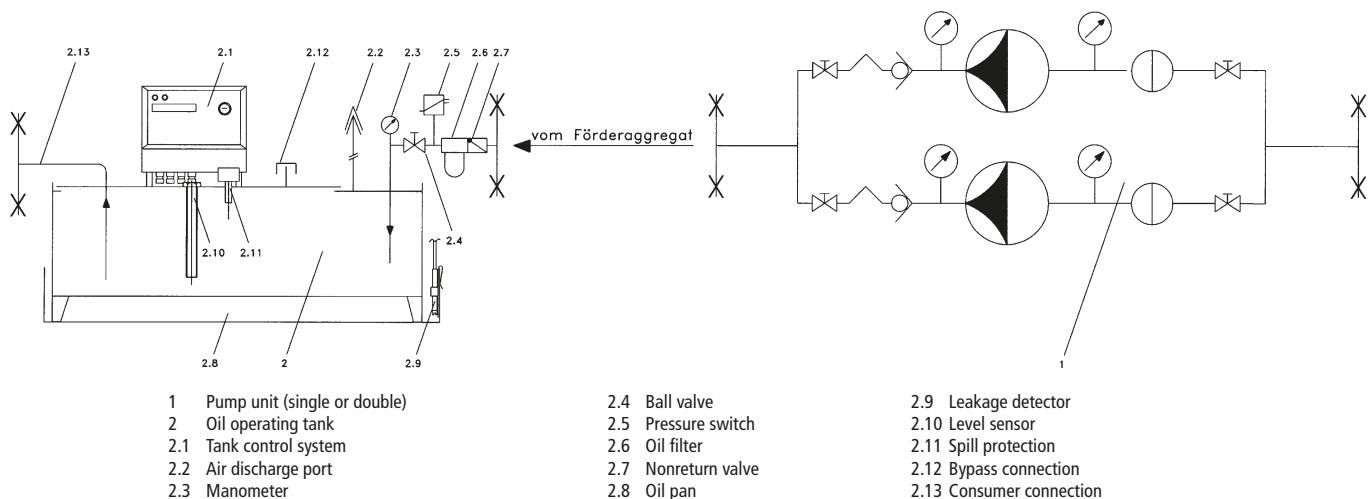 2.13
2.1
2.12
2.2
2.5
2.3
2.6
2.7
vom Förderaggregat
2.10
2.11
2.4
2.8
2
2.9
1
1 Pump unit (single or double)
2 Oil operating tank
2.1 Tank control system
2.2 Air discharge port
2.3 Manometer
2.4 Ball valve
2.5 Pressure switch
2.6 Oil filter
2.7 Nonreturn valve
2.8 Oil pan
2.9 Leakage detector
2.10 Level sensor
2.11 Spill protection
2.12 Bypass connection
2.13 Consumer connection